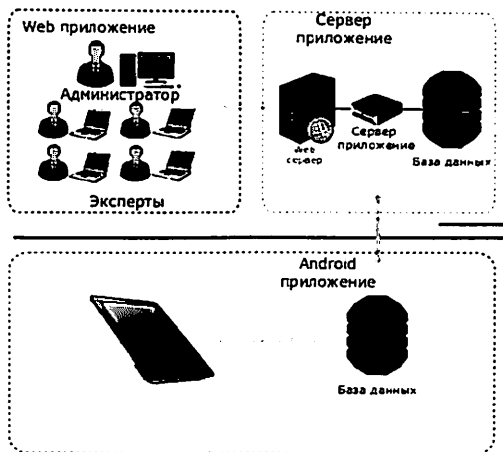 Web приложение
Администратор
Эксперты
Сервер
приложение
Web
сервер
Сервер
приложение
База данных
Android
приложение
База данных